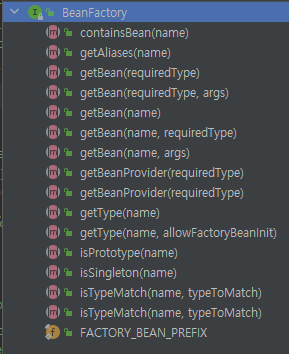 BeanFactory
containsBean(name)
getAliases(name)
getBean(requiredType)
getBean(requiredType, args)
getBean(name)
getBean(name, requiredType)
getBean(name, args)
getBeanProvider(requiredType)
getBeanProvider(requiredType)
getType(name)
getType(name, allowFactoryBeanInit)
isPrototype(name)
isSingleton(name)
isTypeMatch(name, typeToMatch)
isTypeMatch(name, typeToMatch)
FACTORY_BEAN_PREFIX